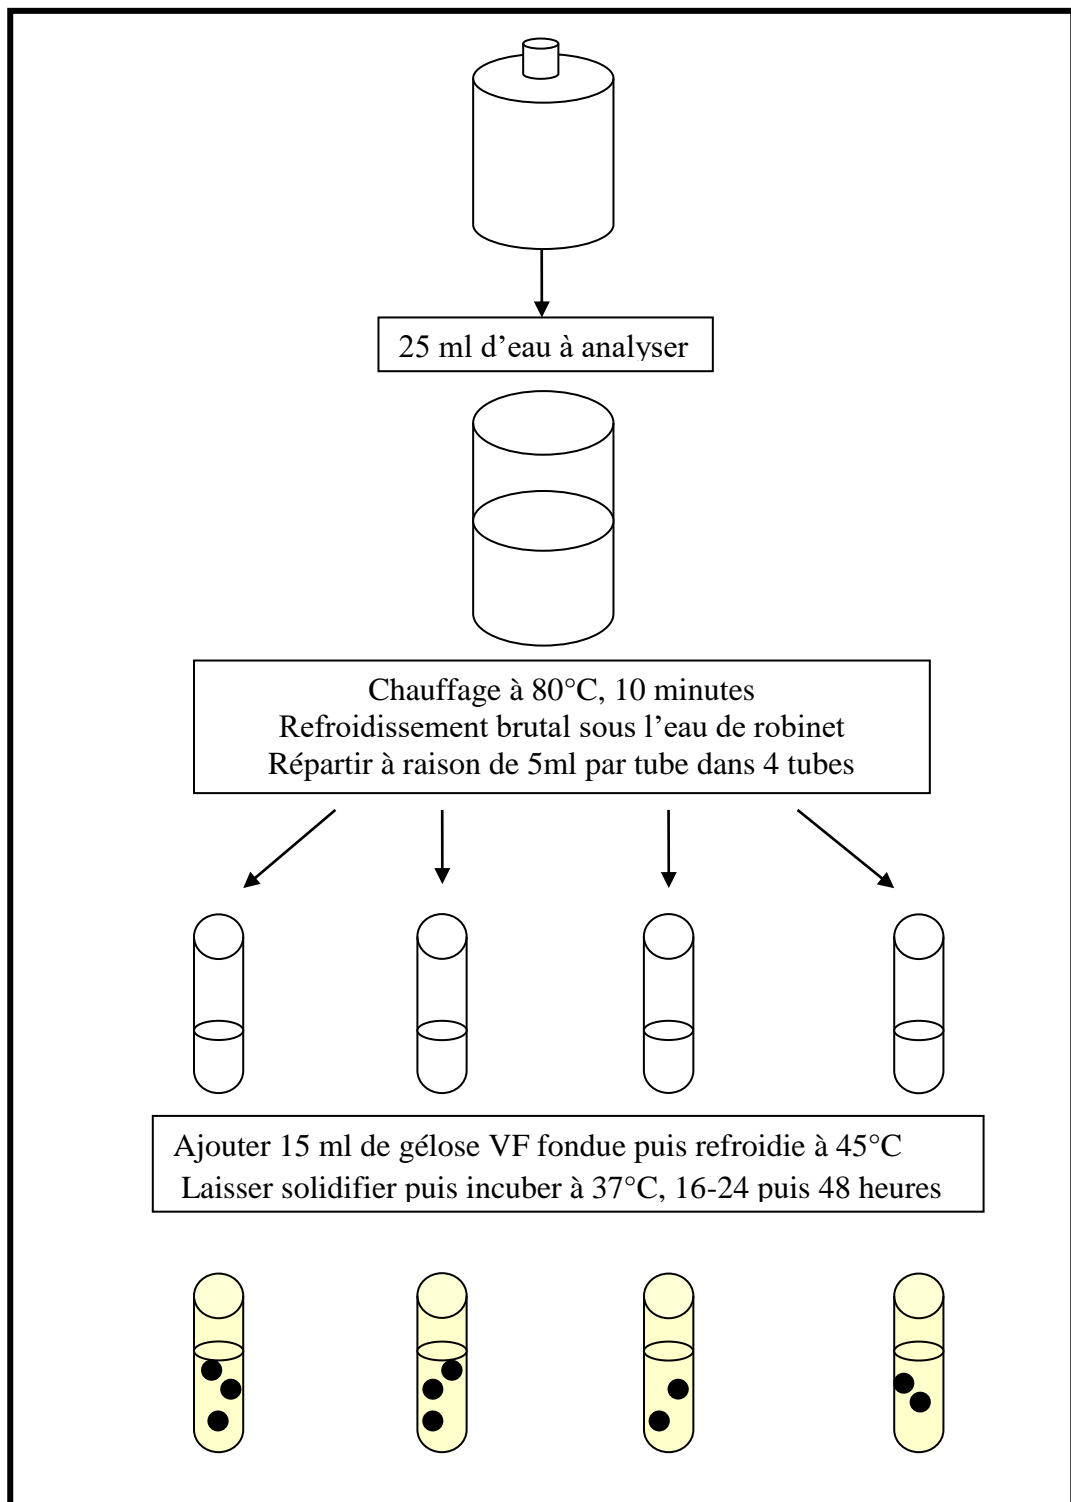 25 ml d’eau à analyser
Chauffage à 80°C, 10 minutes
Refroidissement brutal sous l’eau de robinet
Répartir à raison de 5ml par tube dans 4 tubes
Ajouter 15 ml de gélose VF fondue puis refroidie à 45°C
Laisser solidifier puis incuber à 37°C, 16-24 puis 48 heures